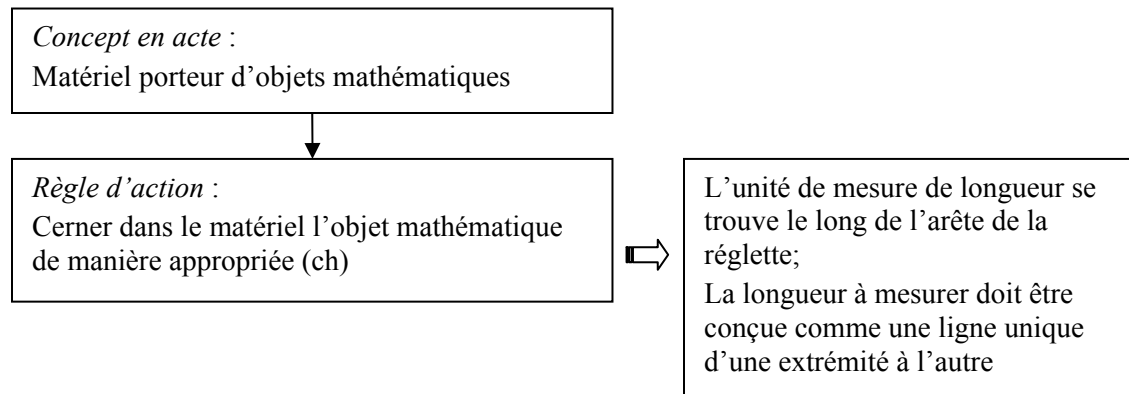 Concept en acte :
Matériel porteur d’objets mathématiques
Règle d’action :
Cerner dans le matériel l’objet mathématique
de manière appropriée (ch)
L’unité de mesure de longueur se
trouve le long de l’arête de la
réglette;
La longueur à mesurer doit être
conçue comme une ligne unique
d’une extrémité à l’autre